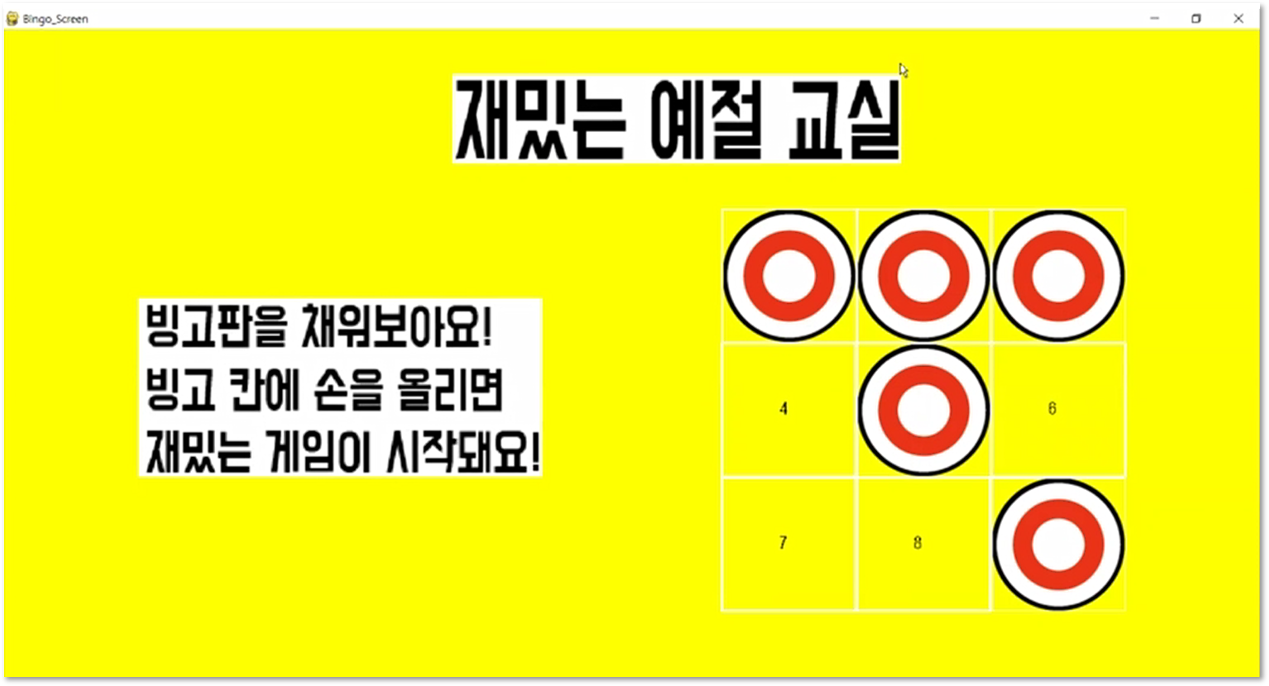 Bingo_Screen
재밌는 예절 교실
빙고판을 채워보아요!
빙고 칸에 손을 올리면
재밌는 게임이 시작돼요!
4
6
7
8